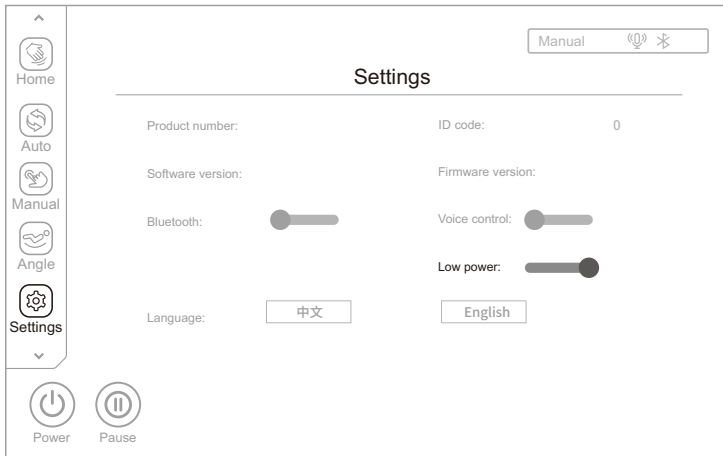 Manual
Settings
Home
Auto
Manual
Angle
Settings
Product number:
ID code: 0
Software version:
Firmware version:
Bluetooth:
Voice control:
Low power:
Language: 中文 English
Power Pause